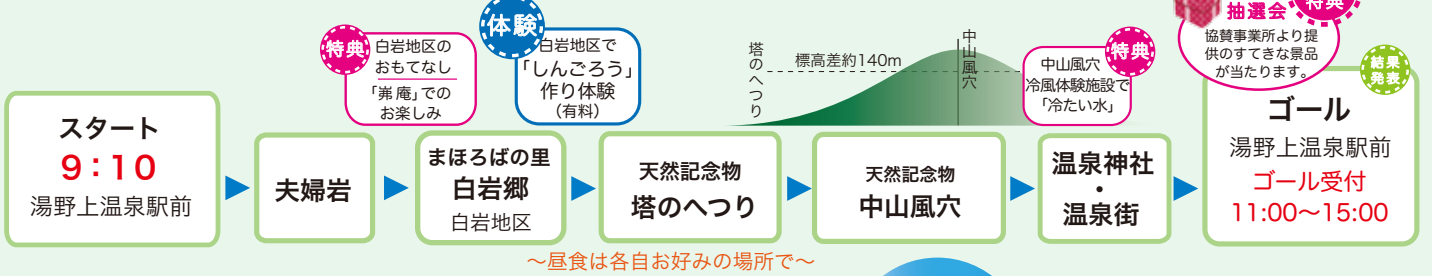 スタート
9：10
湯野上温泉駅前
夫婦岩
特典
白岩地区の
おもてなし
「茀庵」での
お楽しみ
まほろばの里
白岩郷
白岩地区
体験
白岩地区で
「しんごろう」
作り体験
（有料）
天然記念物
塔のへつり
塔のへつり
標高差約140m
中山風穴
天然記念物
中山風穴
特典
中山風穴
冷風体験施設で
「冷たい水」
温泉神社
・
温泉街
抽選会
特典
協賛事業所より提
供のすてきな景品
が当たります。
結果
発表
ゴール
湯野上温泉駅前
ゴール受付
11:00〜15:00
〜昼食は各自お好みの場所で〜